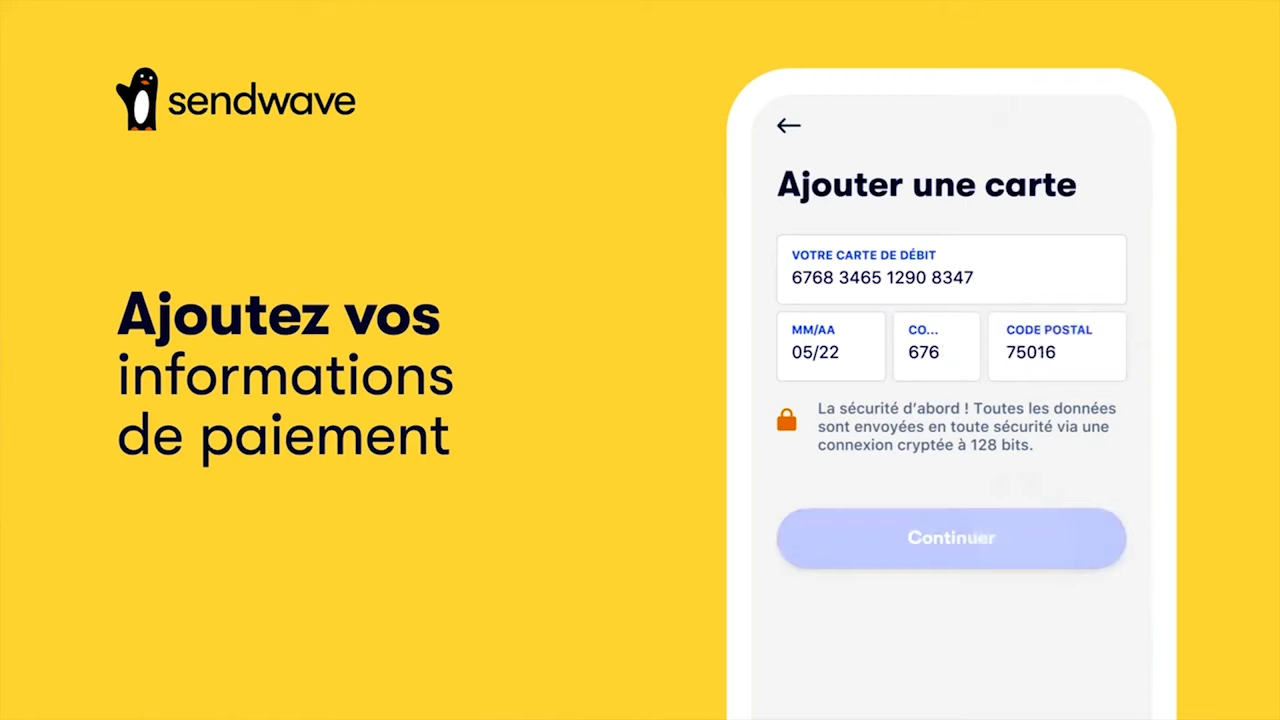 sendwave
Ajoutez vos
informations
de paiement
Ajouter une carte
VOTRE CARTE DE DÉBIT
6768 3465 1290 8347
MM/AA
05/22
CO...
676
CODE POSTAL
75016
La sécurité d'abord ! Toutes les données
sont envoyées en toute sécurité via une
connexion cryptée à 128 bits.
Continuer